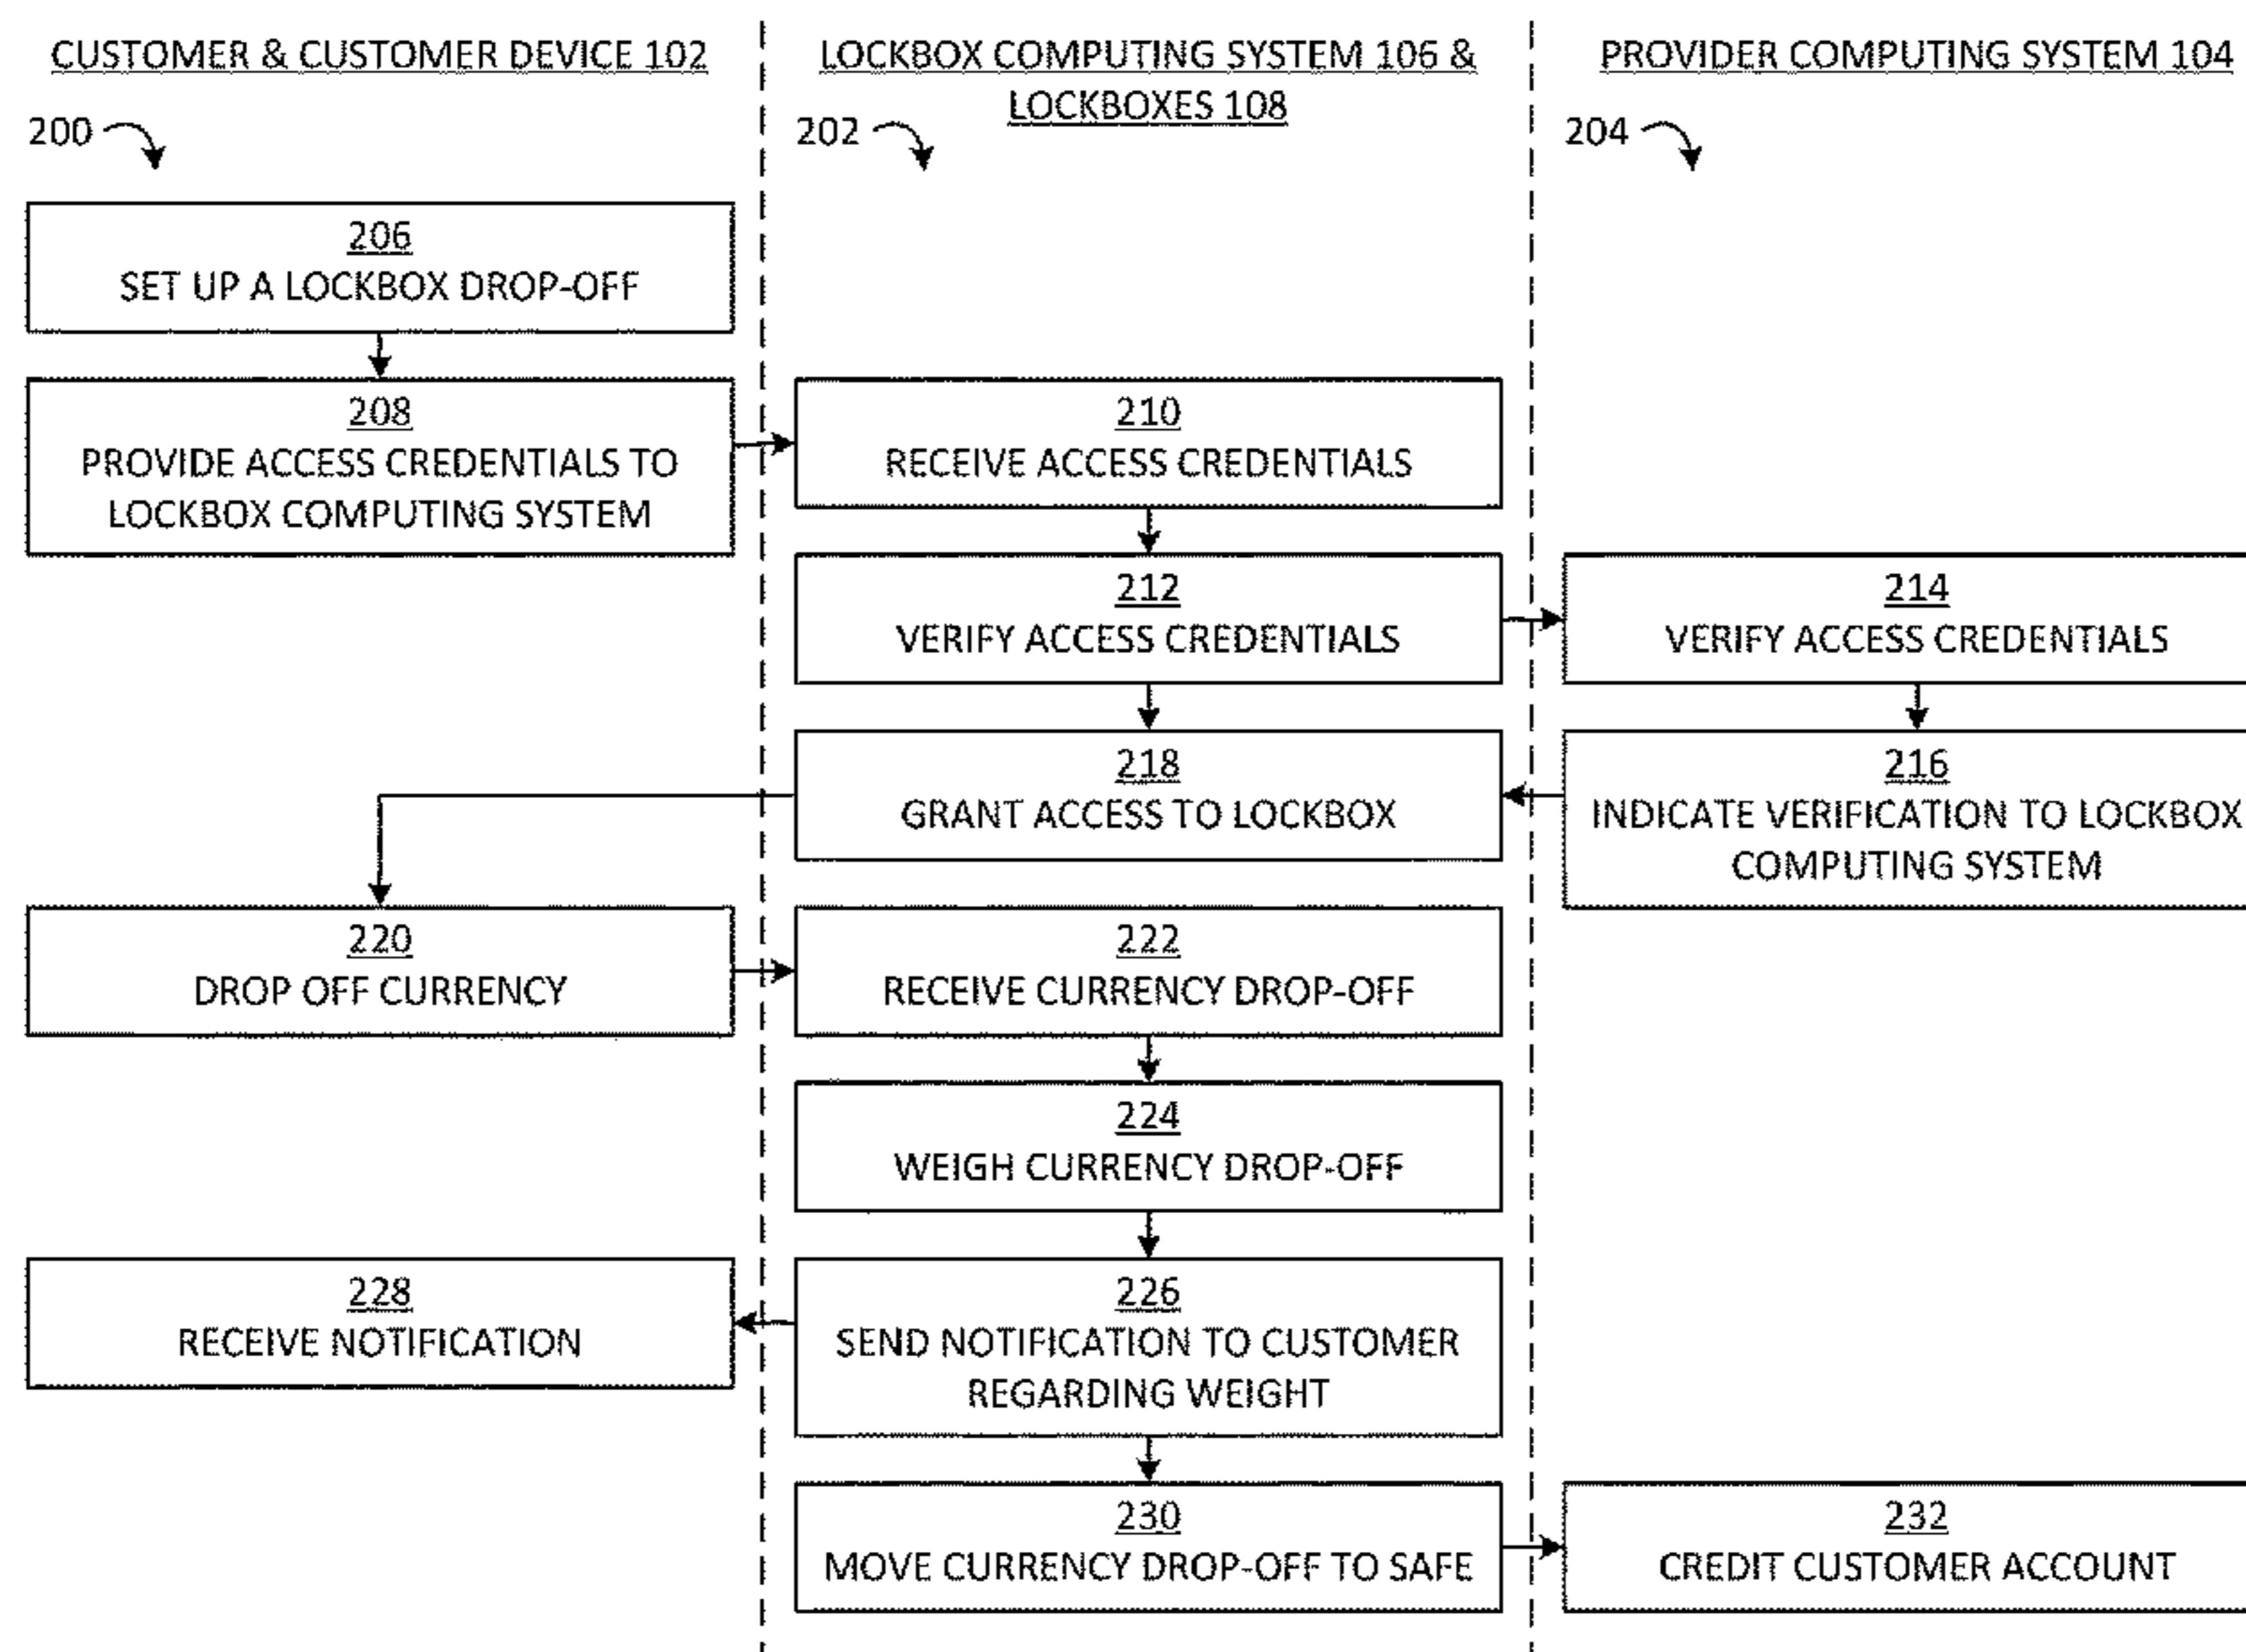 CUSTOMER & CUSTOMER DEVICE 102
LOCKBOX COMPUTING SYSTEM 106 &
LOCKBOXES 108
PROVIDER COMPUTING SYSTEM 104
200
202
204
206
SET UP A LOCKBOX DROP-OFF
208
PROVIDE ACCESS CREDENTIALS TO
LOCKBOX COMPUTING SYSTEM
210
RECEIVE ACCESS CREDENTIALS
212
VERIFY ACCESS CREDENTIALS
214
VERIFY ACCESS CREDENTIALS
218
GRANT ACCESS TO LOCKBOX
216
INDICATE VERIFICATION TO LOCKBOX
COMPUTING SYSTEM
220
DROP OFF CURRENCY
222
RECEIVE CURRENCY DROP-OFF
224
WEIGH CURRENCY DROP-OFF
228
RECEIVE NOTIFICATION
226
SEND NOTIFICATION TO CUSTOMER
REGARDING WEIGHT
230
MOVE CURRENCY DROP-OFF TO SAFE
232
CREDIT CUSTOMER ACCOUNT